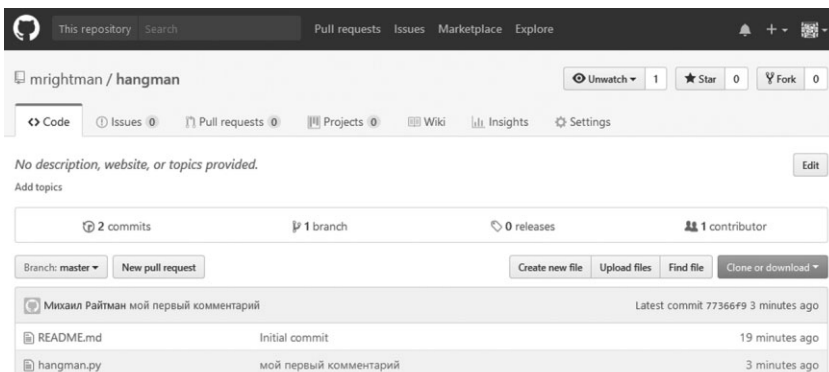 This repository Search Pull requests Issues Marketplace Explore
mrightman / hangman Unwatch 1 Star 0 Fork 0
<> Code Issues 0 Pull requests 0 Projects 0 Wiki Insights Settings
No description, website, or topics provided. Edit
Add topics
2 commits 1 branch 0 releases 1 contributor
Branch: master New pull request Create new file Upload files Find file Clone or download
Михаил Райтман мой первый комментарий Latest commit 77366f9 3 minutes ago
README.md Initial commit 19 minutes ago
hangman.py мой первый комментарий 3 minutes ago